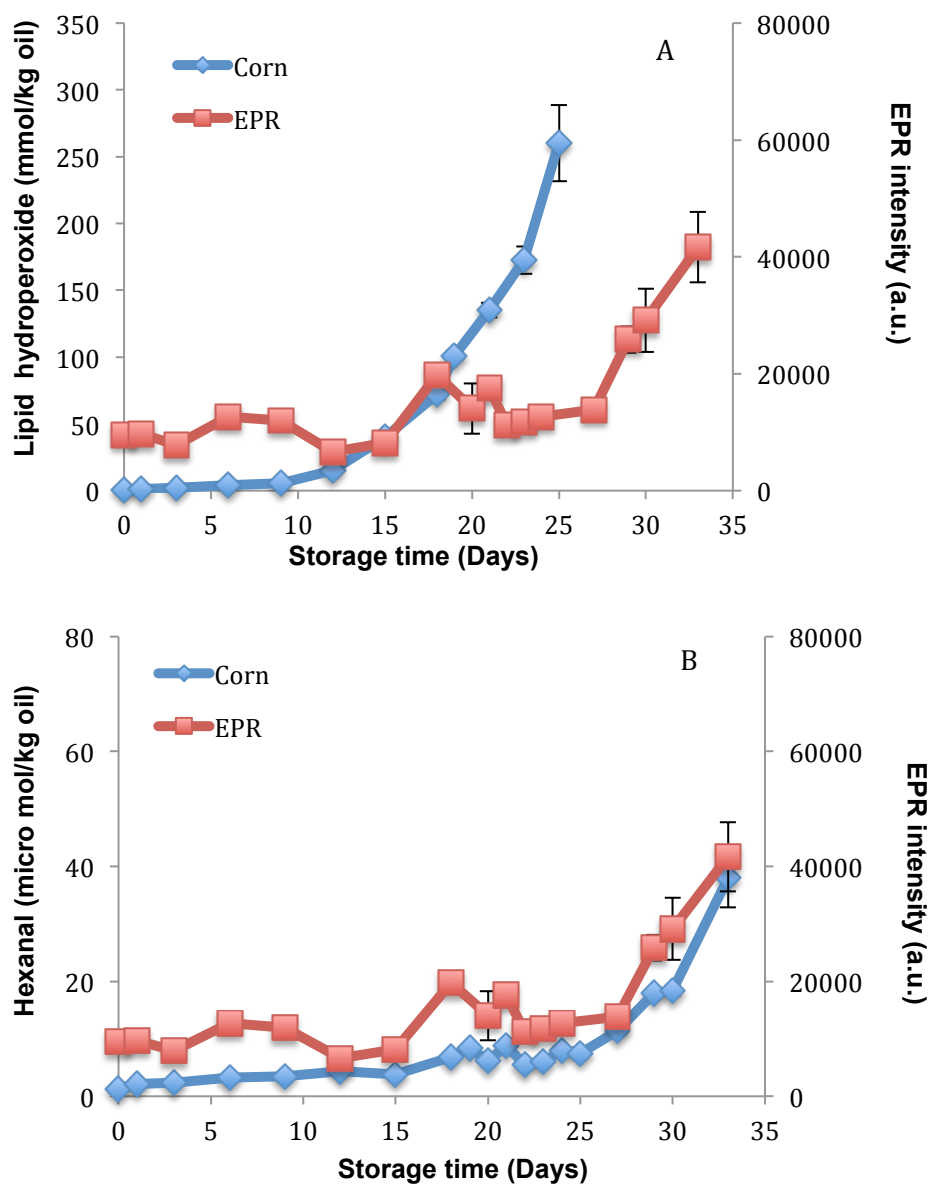 350
300
250
200
150
100
50
0
Lipid hydroperoxide (mmol/kg oil)
Corn
EPR
A
80000
60000
40000
20000
0
EPR intensity (a.u.)
0 5 10 15 20 25 30 35
Storage time (Days)
80
60
40
20
0
Hexanal (micro mol/kg oil)
Corn
EPR
B
80000
60000
40000
20000
0
EPR intensity (a.u.)
0 5 10 15 20 25 30 35
Storage time (Days)